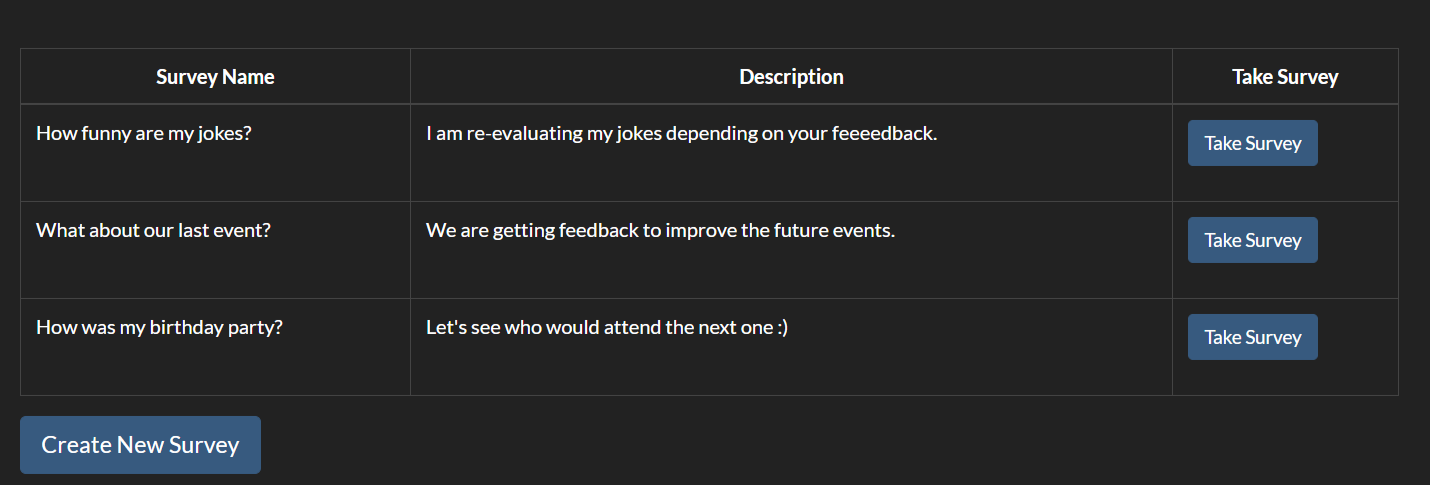 Survey Name Description Take Survey
How funny are my jokes? I am re-evaluating my jokes depending on your feeeedback. Take Survey
What about our last event? We are getting feedback to improve the future events. Take Survey
How was my birthday party? Let's see who would attend the next one :) Take Survey
Create New Survey